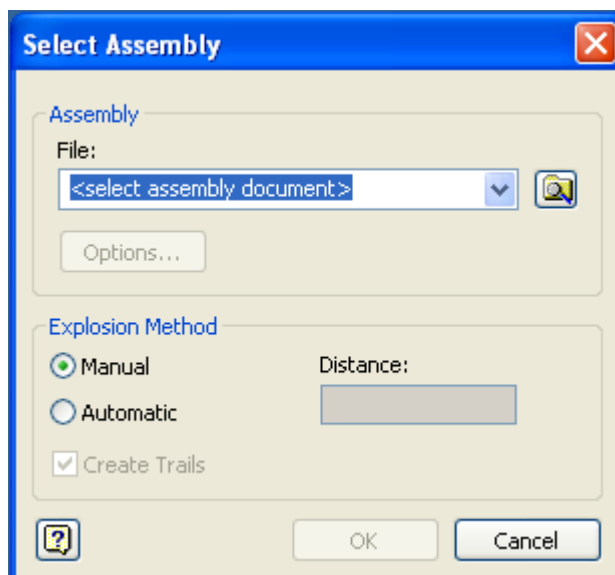 Select Assembly
Assembly
File:
<select assembly document>
Options...
Explosion Method
Manual
Distance:
Automatic
Create Trails
?
OK
Cancel